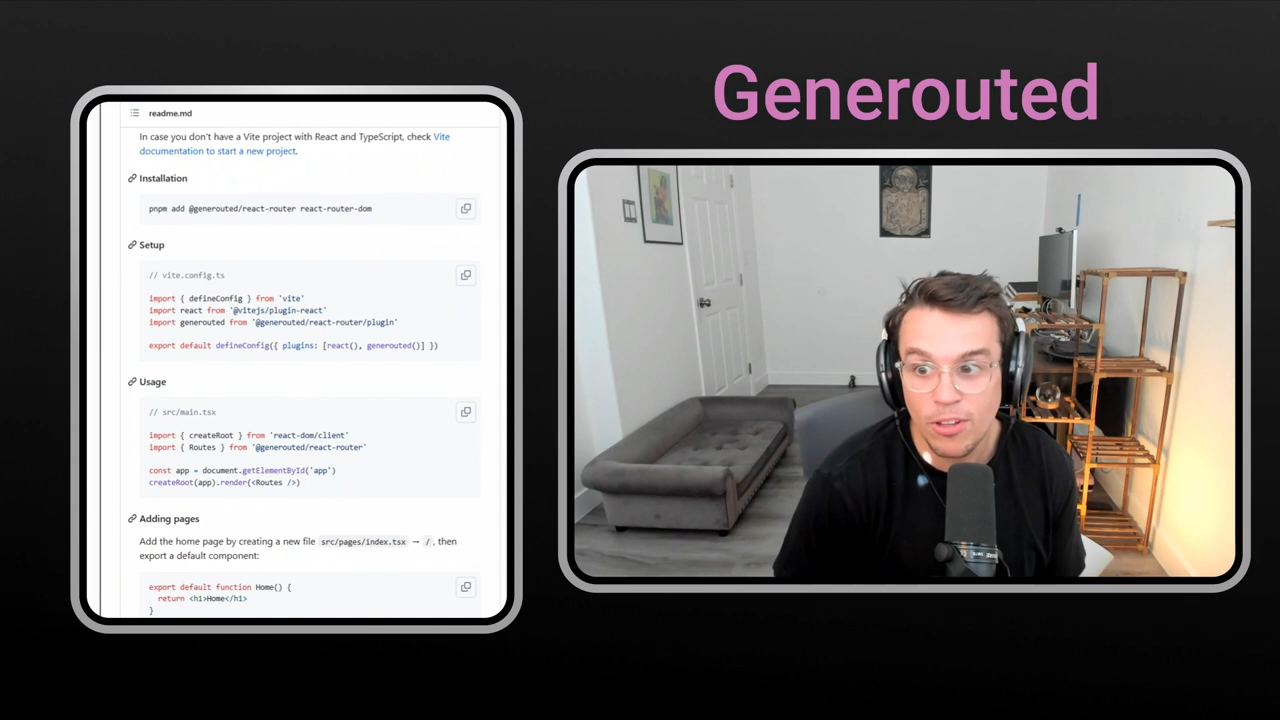 Generouted
readme.md
In case you don't have a Vite project with React and TypeScript, check Vite
documentation to start a new project.
Installation
pnpm add @generouted/react-router react-router-dom
Setup
// vite.config.ts
import { defineConfig } from 'vite'
import react from '@vitejs/plugin-react'
import generouted from '@generouted/react-router/plugin'
export default defineConfig({ plugins: [react(), generouted()] })
Usage
// src/main.tsx
import { createRoot } from 'react-dom/client'
import { Routes } from '@generouted/react-router'
const app = document.getElementById('app')
createRoot(app).render(<Routes />)
Adding pages
Add the home page by creating a new file src/pages/index.tsx → / , then
export a default component:
export default function Home() {
return <h1>Home</h1>
}